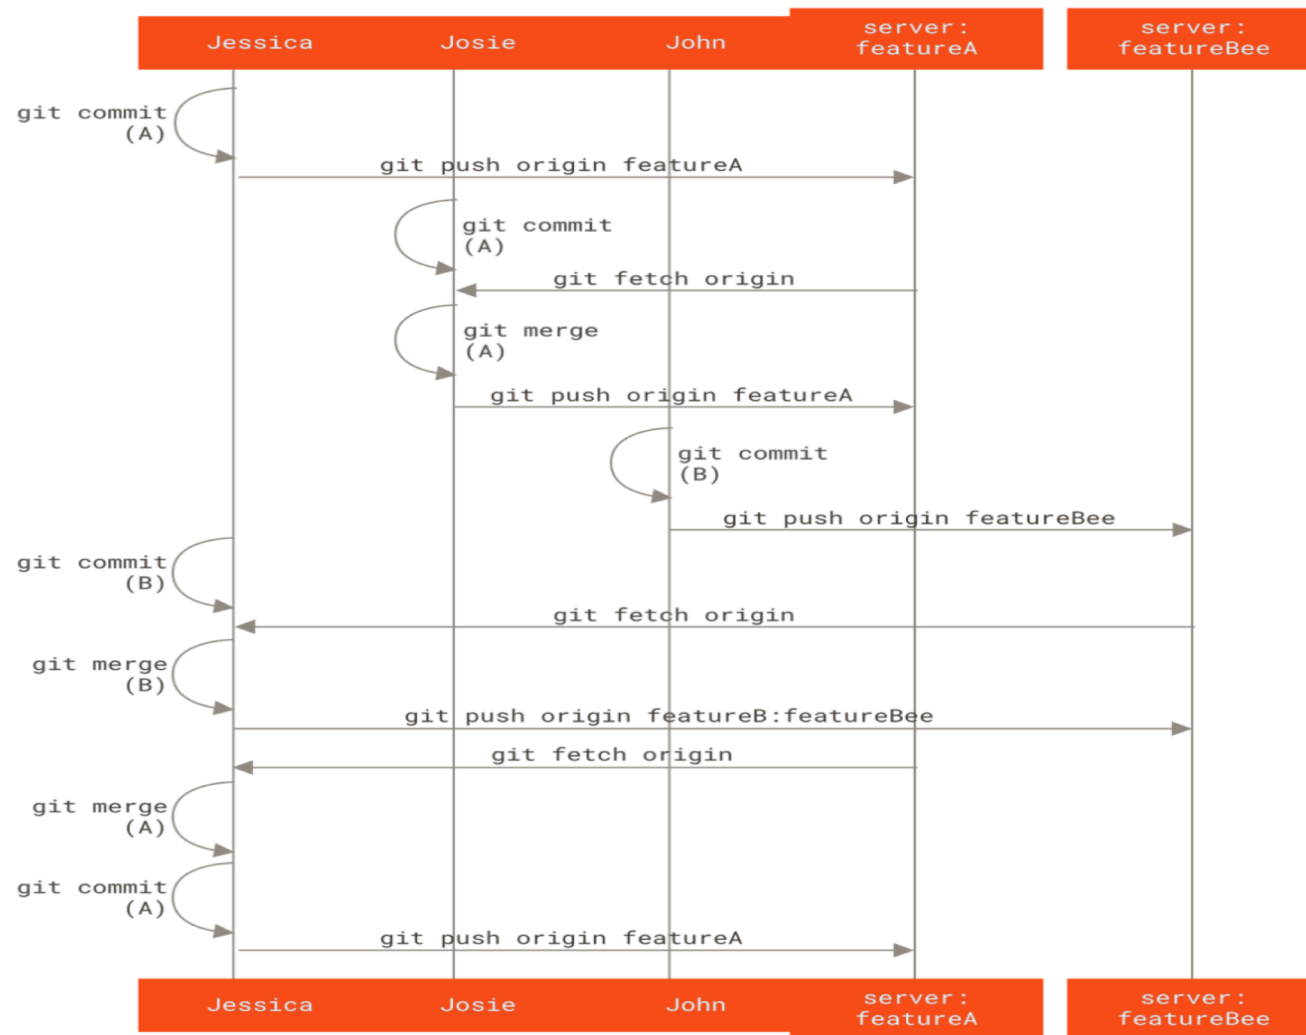 Jessica
Josie
John
server:
featureA
server:
featureBee
git commit
(A)
git push origin featureA
git commit
(A)
git fetch origin
git merge
(A)
git push origin featureA
git commit
(B)
git push origin featureBee
git commit
(B)
git fetch origin
git merge
(B)
git push origin featureB:featureBee
git fetch origin
git merge
(A)
git commit
(A)
git push origin featureA
Jessica
Josie
John
server:
featureA
server:
featureBee